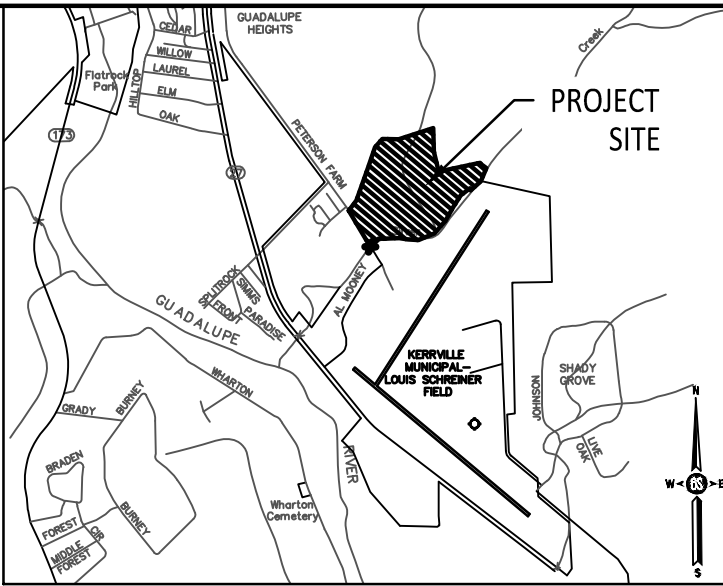 GUADALUPE
HEIGHTS
CEDAR
WILLOW
LAUREL
ELM
OAK
HILLTOP
Flatrock
Park
173
27
PETERSON FARM
PROJECT
SITE
Creek
SPLITROCK
SIMMS
FRONT
PARADISE
AL MOONEY
GUADALUPE
RIVER
WHARTON
KERRVILLE
MUNICIPAL-
LOUIS SCHREINER
FIELD
JOHNSON
SHADY
GROVE
LIVE
OAK
GRADY
BURNEY
BRADEN
BURNEY
FOREST
CIR
MIDDLE
FOREST
Wharton
Cemetery
N
W
E
S